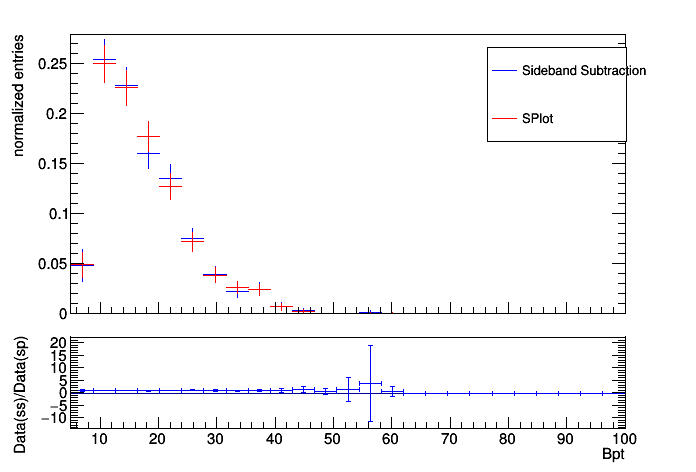 normalized entries
0.25
0.2
0.15
0.1
0.05
0
Sideband Subtraction
SPlot
Data(ss)/Data(sp)
20
15
10
5
0
−5
−10
10 20 30 40 50 60 70 80 90 100
Bpt